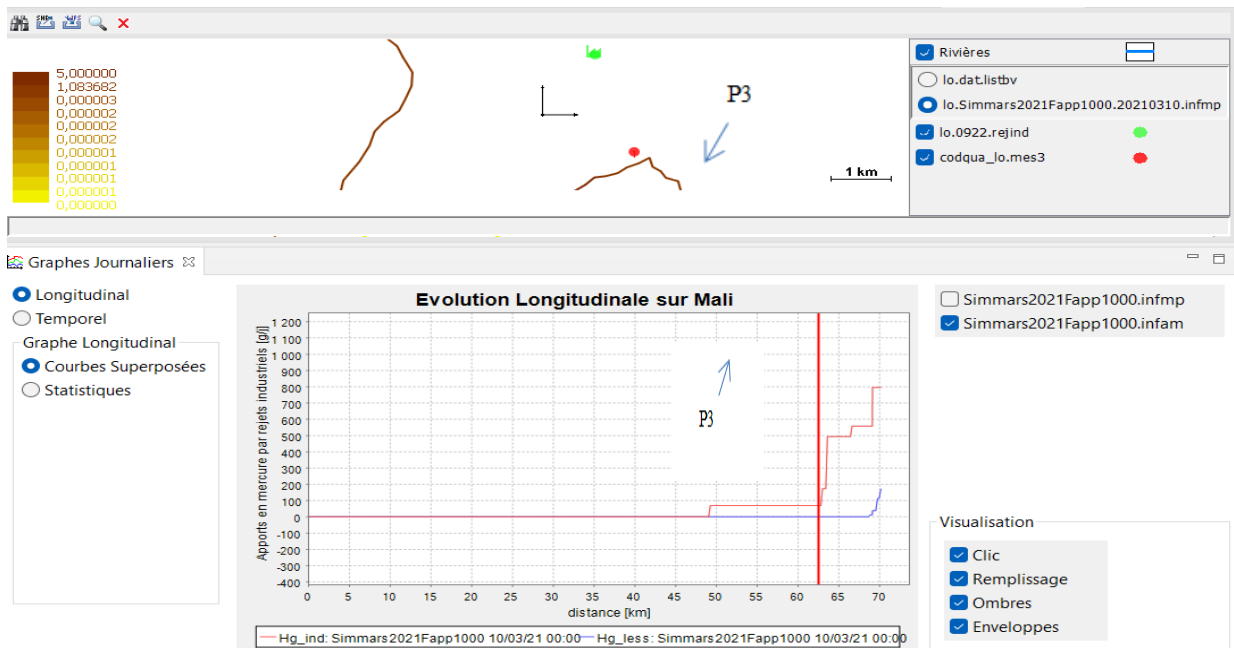 SHDM
WFS
5,000000
1,083682
0,000003
0,000002
0,000002
0,000002
0,000001
0,000001
0,000001
0,000001
0,000000
P3
1 km
Rivières
lo.dat.listbv
lo.Simmars2021Fapp1000.20210310.infmp
lo.0922.rejind
codqua_lo.mes3
Graphes Journaliers
Longitudinal
Temporel
Graphe Longitudinal
Courbes Superposées
Statistiques
Evolution Longitudinale sur Mali
Apports en mercure par rejets industriels [g/j]
1 200
1 100
1 000
900
800
700
600
500
400
300
200
100
0
-100
-200
-300
-400
P3
0 5 10 15 20 25 30 35 40 45 50 55 60 65 70
distance [km]
Hg_ind: Simmars2021Fapp1000 10/03/21 00:00 Hg_less: Simmars2021Fapp1000 10/03/21 00:00
Simmars2021Fapp1000.infmp
Simmars2021Fapp1000.infam
Visualisation
Clic
Remplissage
Ombres
Enveloppes